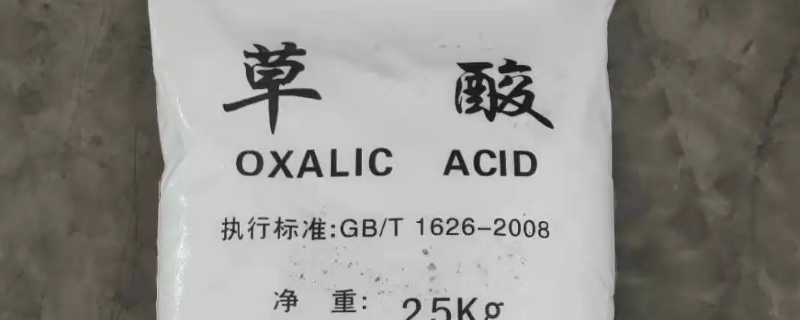 草 酸
OXALIC ACID
执行标准:GB/T 1626-2008
净 重: 25Kg